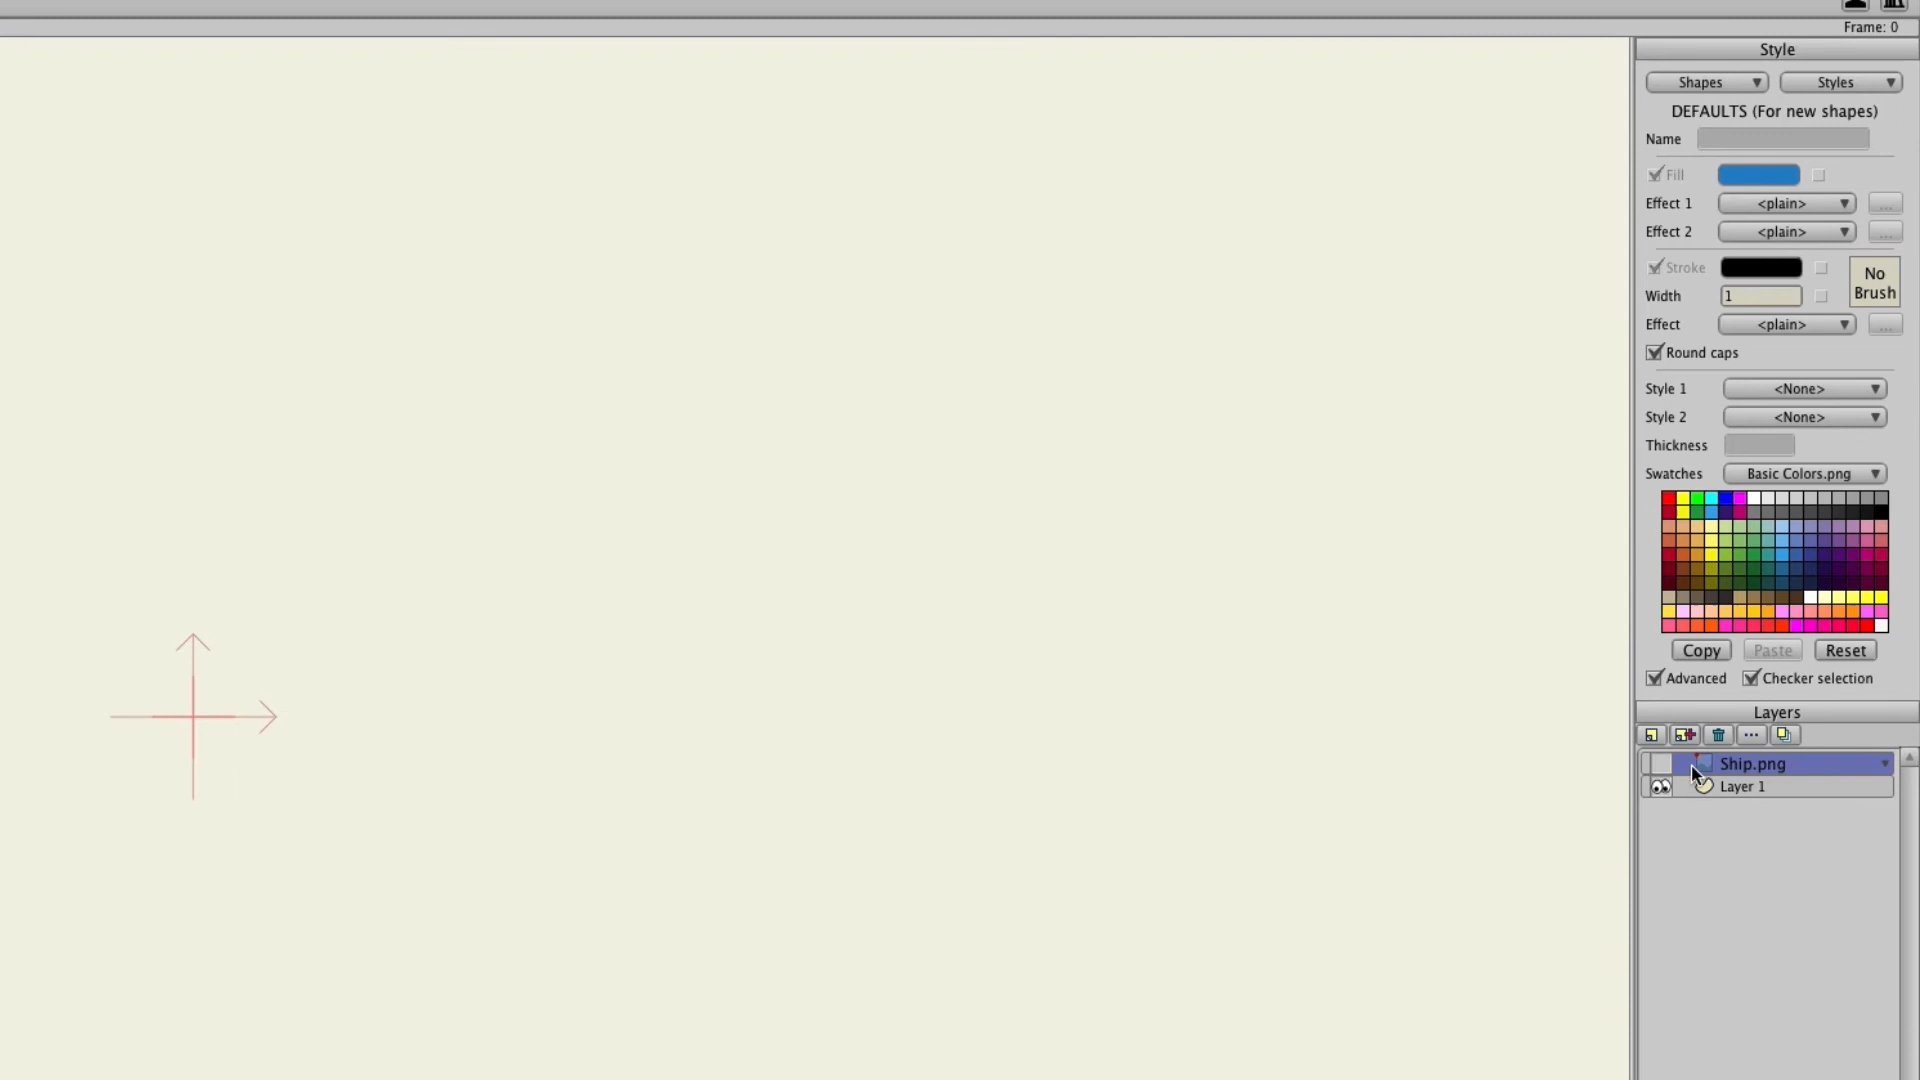 Frame: 0
Style
Shapes Styles
DEFAULTS (For new shapes)
Name
Fill
Effect 1 <plain> ...
Effect 2 <plain> ...
Stroke
No
Brush
Width 1
Effect <plain> ...
Round caps
Style 1 <None>
Style 2 <None>
Thickness
Swatches Basic Colors.png
Copy Paste Reset
Advanced Checker selection
Layers
...
Ship.png
Layer 1